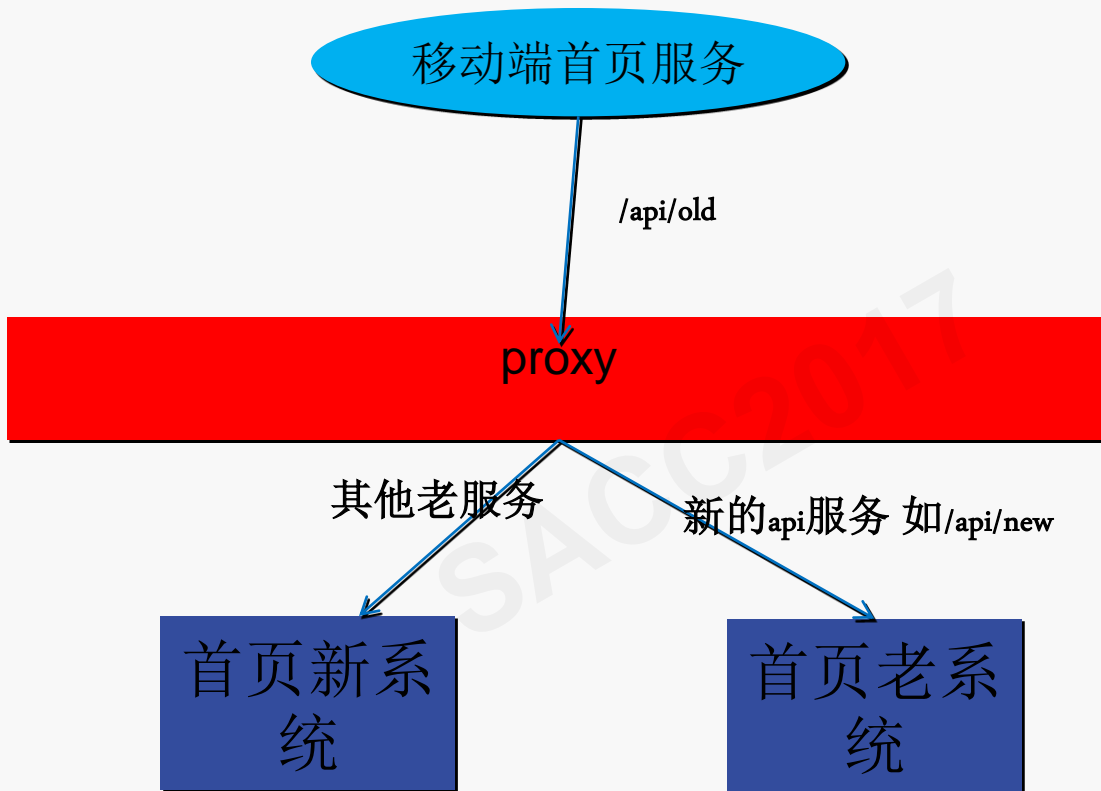 移动端首页服务
/api/old
proxy
其他老服务
新的api服务 如/api/new
首页新系
统
首页老系
统
SACC2017